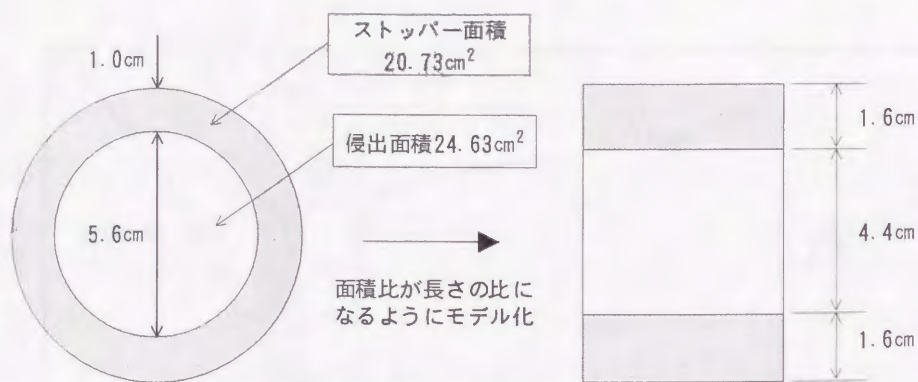 ストッパー面積
20.73cm²
1.0cm
侵出面積24.63cm²
5.6cm
面積比が長さの比に
なるようにモデル化
1.6cm
4.4cm
1.6cm